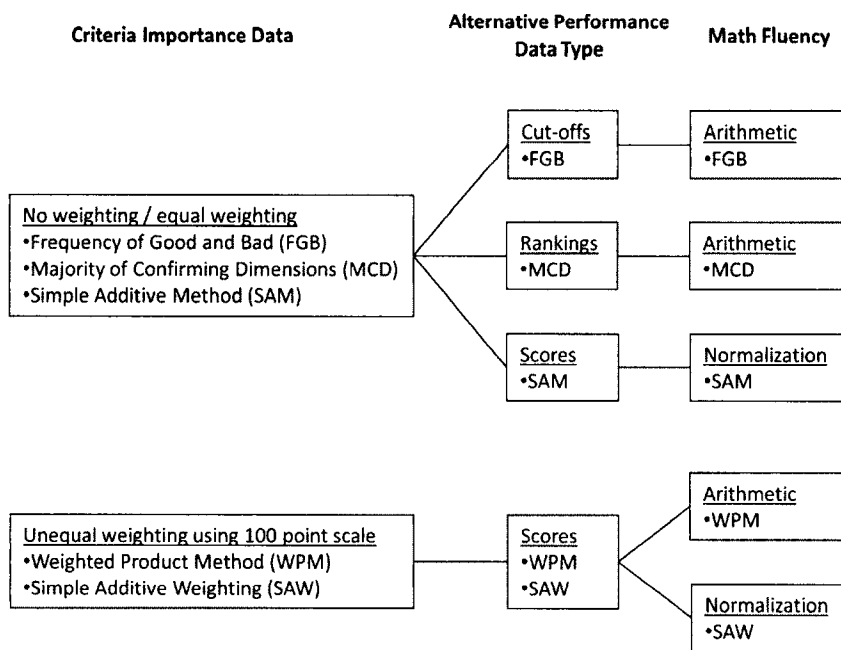 Criteria Importance Data
Alternative Performance
Data Type
Math Fluency
Cut-offs
•FGB
Arithmetic
•FGB
No weighting / equal weighting
•Frequency of Good and Bad (FGB)
•Majority of Confirming Dimensions (MCD)
•Simple Additive Method (SAM)
Rankings
•MCD
Arithmetic
•MCD
Scores
•SAM
Normalization
•SAM
Unequal weighting using 100 point scale
•Weighted Product Method (WPM)
•Simple Additive Weighting (SAW)
Scores
•WPM
•SAW
Arithmetic
•WPM
Normalization
•SAW